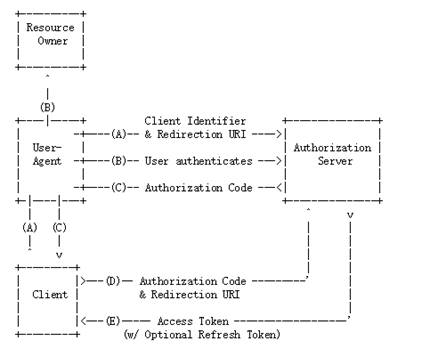 Resource
Owner
(B)
Client Identifier
(A) & Redirection URI
User-
Agent
(B) User authenticates
Authorization
Server
(C) Authorization Code
(A) (C)
(D) Authorization Code
Client & Redirection URI
(E) Access Token
(w/ Optional Refresh Token)